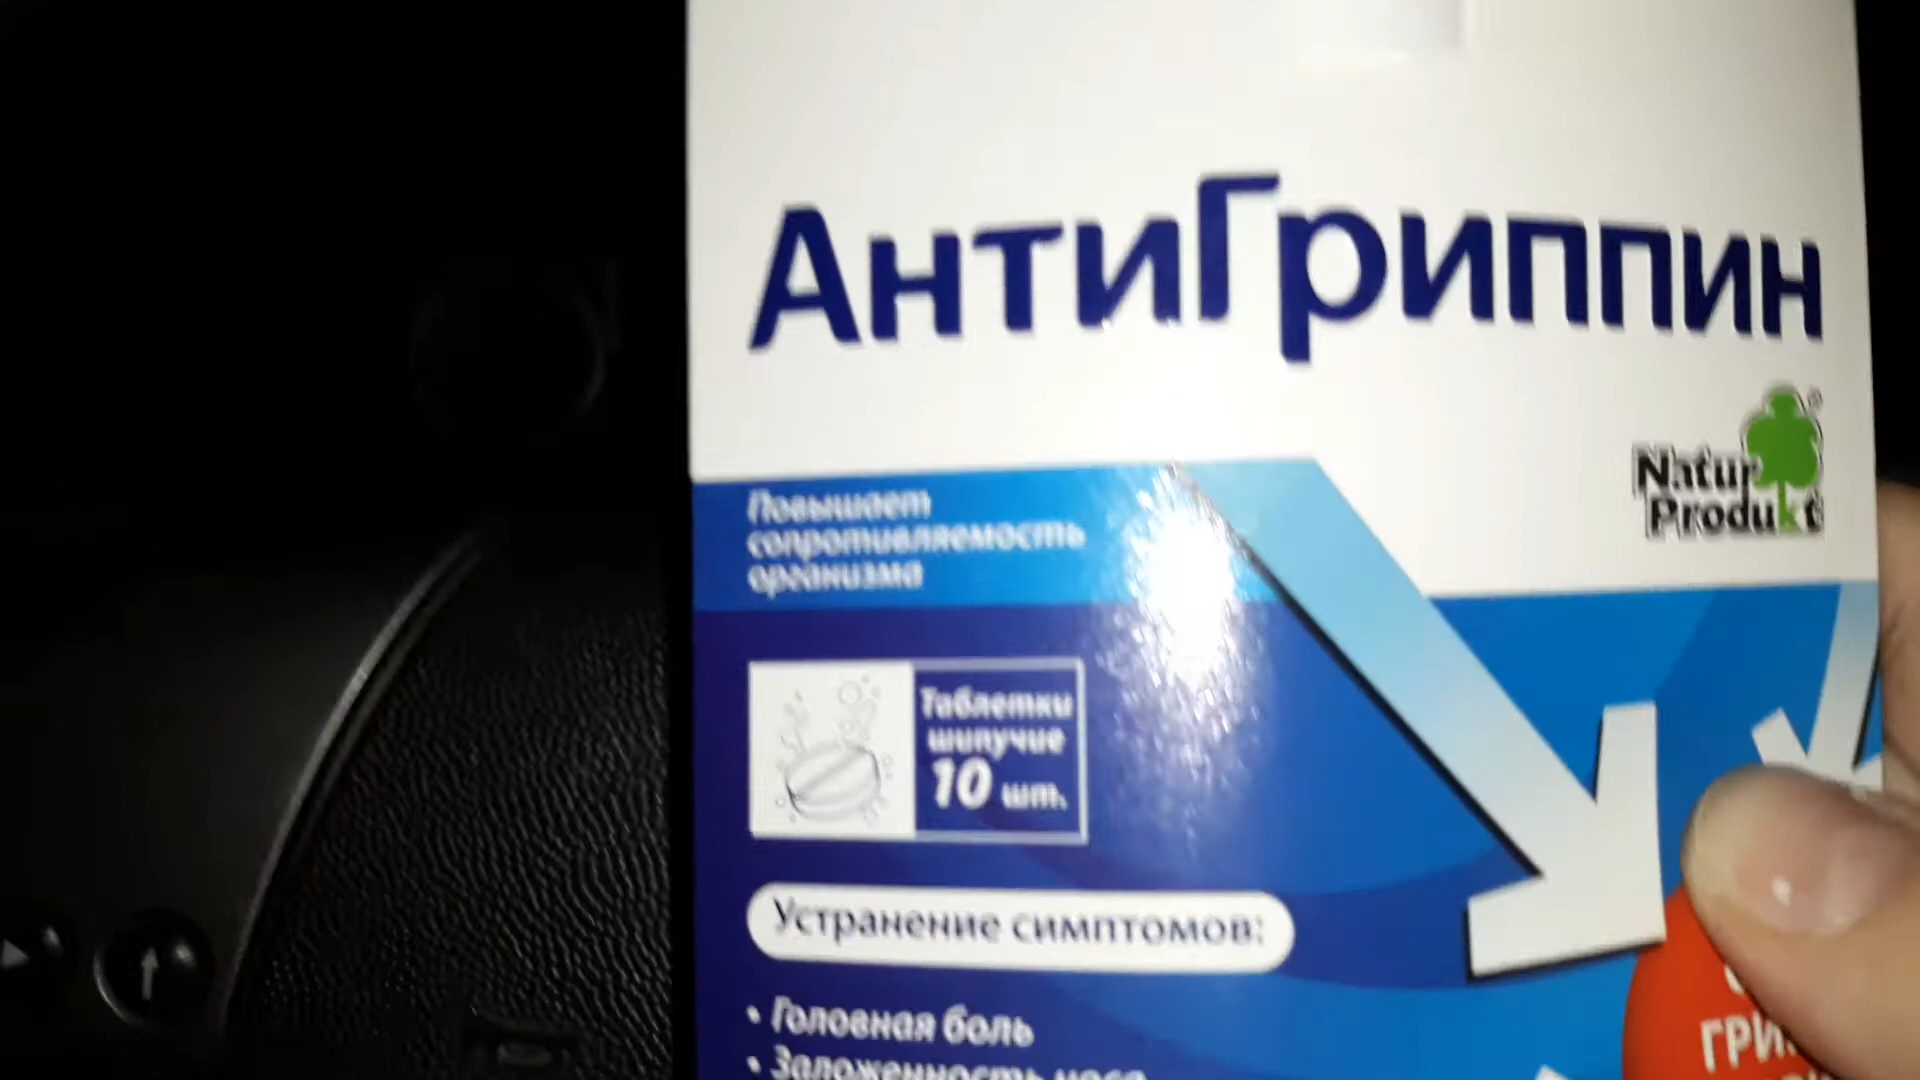 АнтиГриппин
Natur
Produkt
Повышает
сопротивляемость
организма
Таблетки
шипучие
10 шт.
Устранение симптомов:
• Головная боль
• Заложенность носа